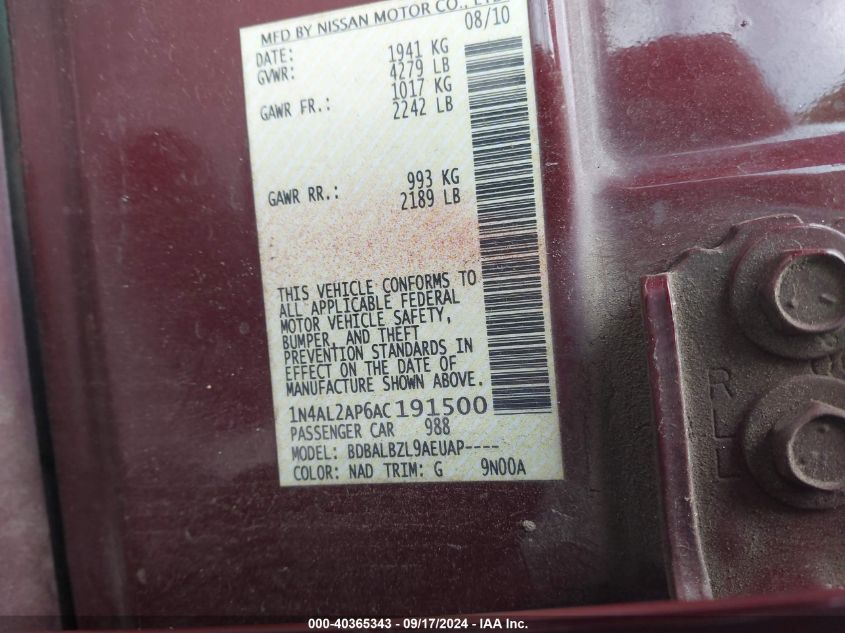 MFD BY NISSAN MOTOR CO., LTD.
DATE: 08/10
GVWR: 1941 KG
4279 LB
GAWR FR.: 1017 KG
2242 LB
GAWR RR.: 993 KG
2189 LB
THIS VEHICLE CONFORMS TO
ALL APPLICABLE FEDERAL
MOTOR VEHICLE SAFETY,
BUMPER, AND THEFT
PREVENTION STANDARDS IN
EFFECT ON THE DATE OF
MANUFACTURE SHOWN ABOVE.
1N4AL2AP6AC191500
PASSENGER CAR 988
MODEL: BDBALBZL9AEUAP----
COLOR: NAD TRIM: G 9N00A
R
L
L
000-40365343 - 09/17/2024 - IAA Inc.